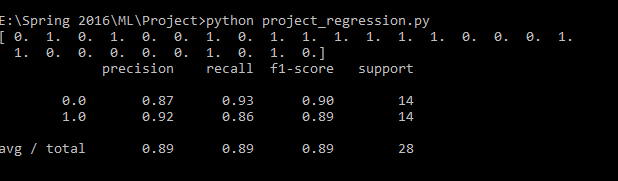 E:\Spring 2016\ML\Project>python project_regression.py
[ 0. 1. 0. 1. 0. 0. 1. 0. 1. 1. 1. 1. 1. 1. 0. 0. 0. 1.
1. 0. 0. 0. 0. 1. 0. 1. 0.]
precision recall f1-score support
0.0 0.87 0.93 0.90 14
1.0 0.92 0.86 0.89 14
avg / total 0.89 0.89 0.89 28